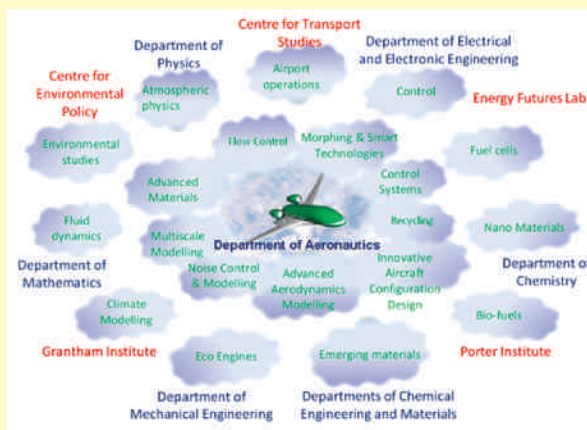 Centre for Transport
Studies
Department of
Physics
Department of Electrical
and Electronic Engineering
Centre for
Environmental
Policy
Atmospheric
physics
Airport
operations
Control
Energy Futures Lab
Environmental
studies
Flow Control
Morphing & Smart
Technologies
Fuel cells
Advanced
Materials
Control
Systems
Fluid
dynamics
Multiscale
Modelling
Recycling
Nano Materials
Department of Aeronautics
Department of
Mathematics
Noise Control
& Modelling
Advanced
Aerodynamics
Modelling
Innovative
Aircraft
Configuration
Design
Department of
Chemistry
Climate
Modelling
Bio-fuels
Grantham Institute
Eco Engines
Emerging materials
Porter Institute
Department of
Mechanical Engineering
Departments of Chemical
Engineering and Materials